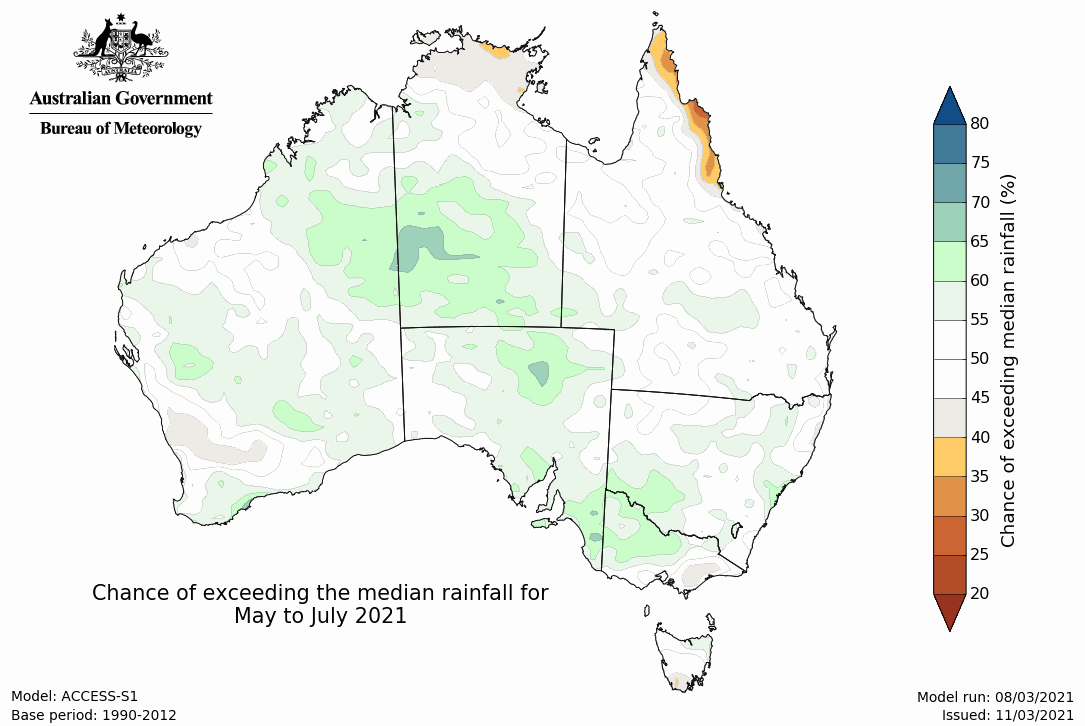 Australian Government
Bureau of Meteorology
80
75
70
65
60
55
50
45
40
35
30
25
20
Chance of exceeding median rainfall (%)
Chance of exceeding the median rainfall for
May to July 2021
Model: ACCESS-S1
Base period: 1990-2012
Model run: 08/03/2021
Issued: 11/03/2021